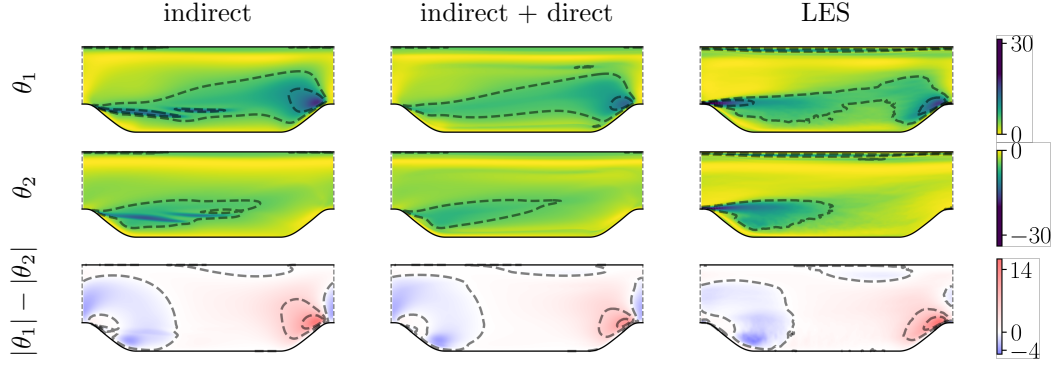 indirect
indirect + direct
LES
θ₁
30
0
θ₂
0
−30
|θ₁| − |θ₂|
14
0
−4